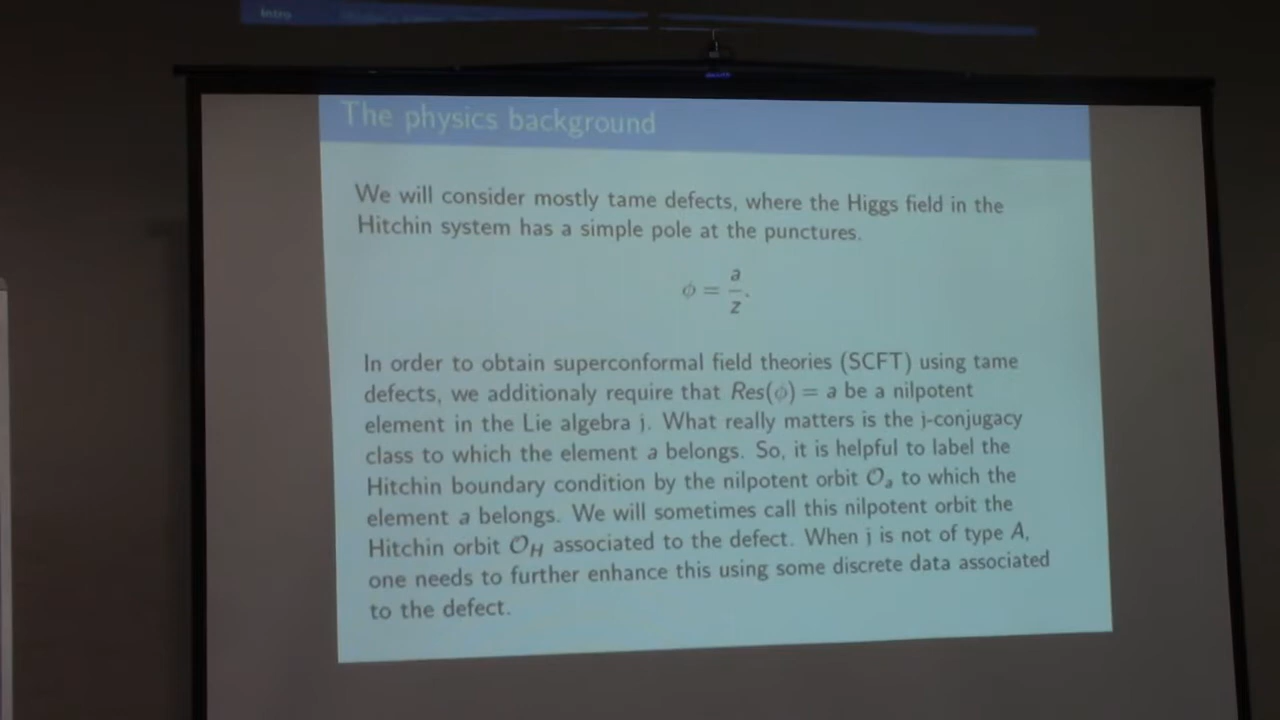 Intro
The physics background
We will consider mostly tame defects, where the Higgs field in the
Hitchin system has a simple pole at the punctures.
ϕ = a/z.
In order to obtain superconformal field theories (SCFT) using tame
defects, we additionaly require that Res(ϕ) = a be a nilpotent
element in the Lie algebra j. What really matters is the j-conjugacy
class to which the element a belongs. So, it is helpful to label the
Hitchin boundary condition by the nilpotent orbit 𝒪ₐ to which the
element a belongs. We will sometimes call this nilpotent orbit the
Hitchin orbit 𝒪_H associated to the defect. When j is not of type A,
one needs to further enhance this using some discrete data associated
to the defect.